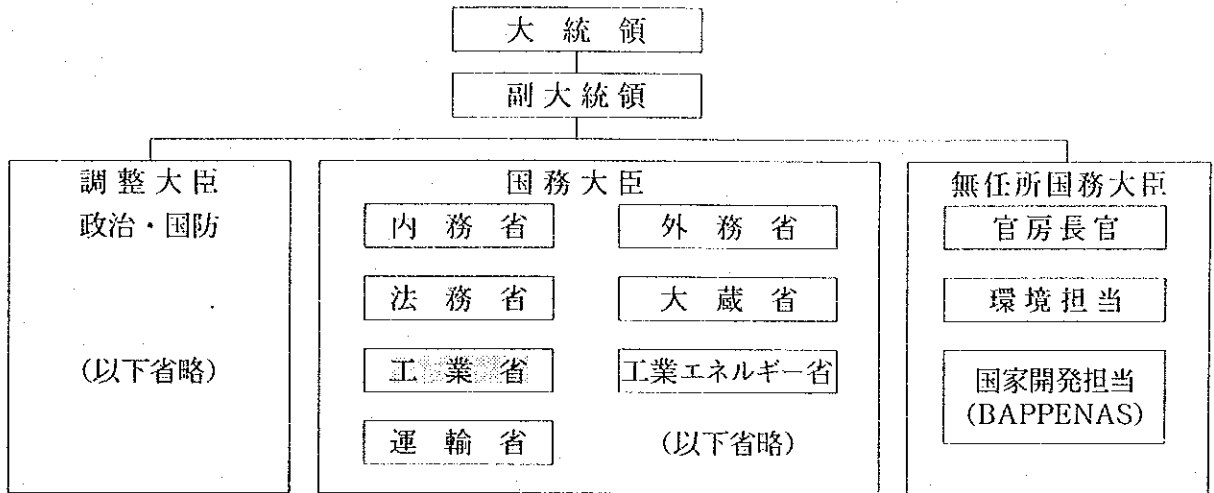 大統領
副大統領
調整大臣
政治・国防
(以下省略)
国務大臣
内務省
外務省
法務省
大蔵省
工業省
工業エネルギー省
運輸省
(以下省略)
無任所国務大臣
官房長官
環境担当
国家開発担当
(BAPPENAS)